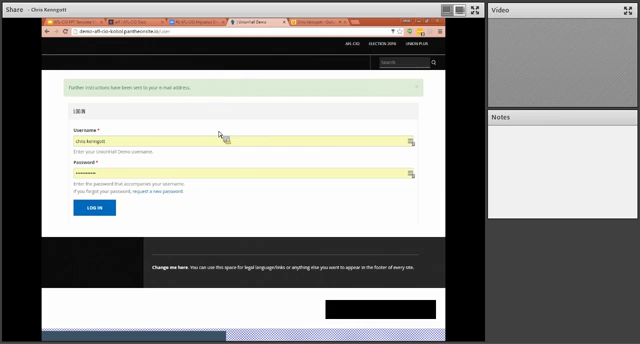 Share - Chris Kenngott
Video
demo-afl-cio-kobol.pantheonsite.io/user
AFL-CIO ELECTION 2016 UNION PLUS
Search
Further instructions have been sent to your e-mail address.
Notes
LOG IN
Username *
chris kenngott
Enter your UnionHall Demo username.
Password *
Enter the password that accompanies your username.
If you forgot your password, request a new password
LOG IN
Change me here. You can use this space for legal language/links or anything else you want to appear in the footer of every site.